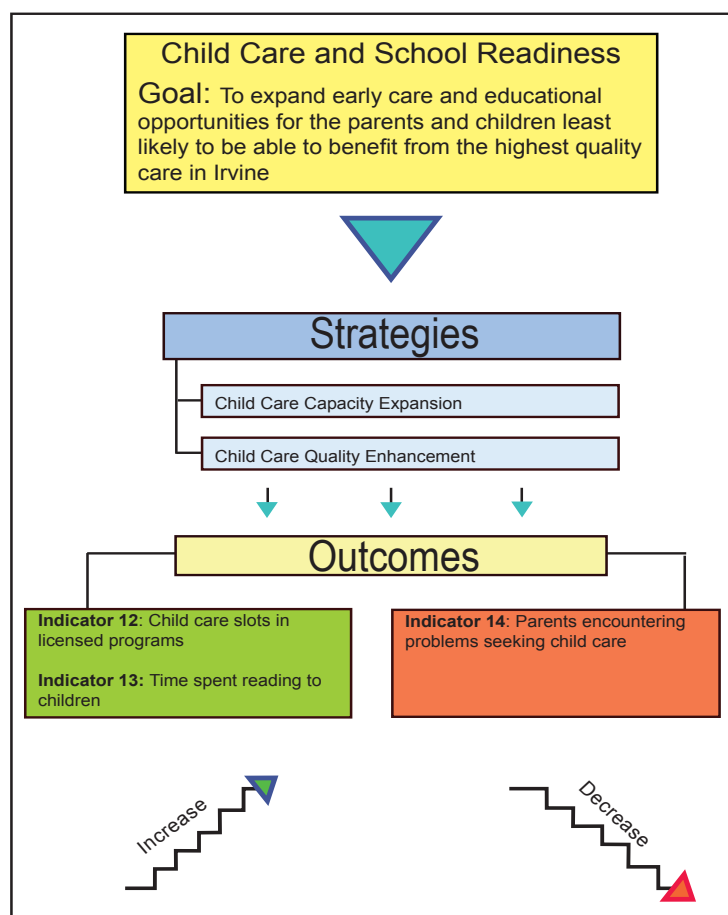 Child Care and School Readiness
Goal: To expand early care and educational
opportunities for the parents and children least
likely to be able to benefit from the highest quality
care in Irvine
Strategies
Child Care Capacity Expansion
Child Care Quality Enhancement
Outcomes
Indicator 12: Child care slots in
licensed programs
Indicator 13: Time spent reading to
children
Indicator 14: Parents encountering
problems seeking child care
Increase
Decrease